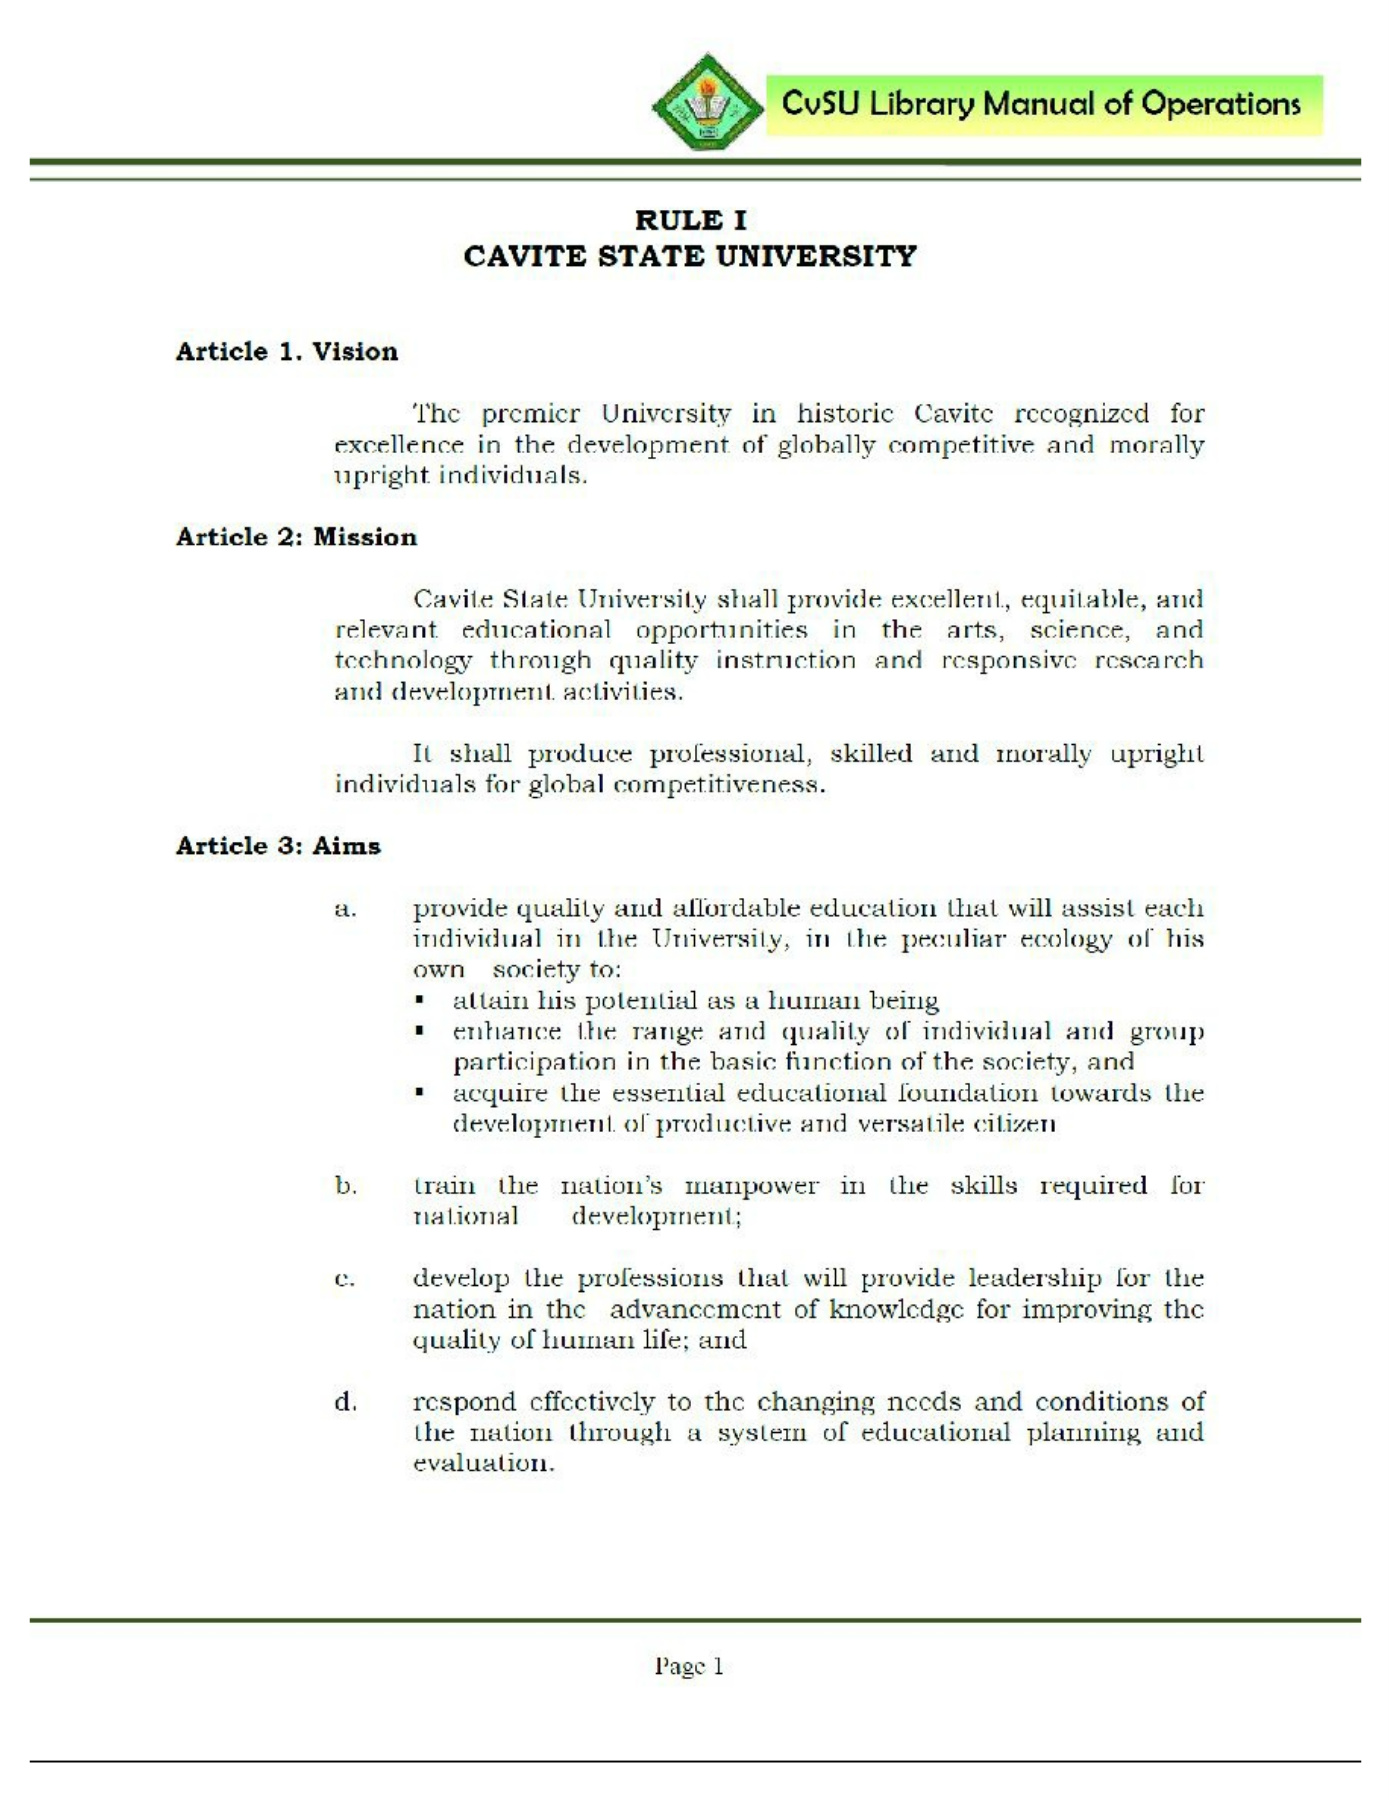 CvSU Library Manual of Operations
RULE I
CAVITE STATE UNIVERSITY
Article 1. Vision
The premier University in historic Cavite recognized for
excellence in the development of globally competitive and morally
upright individuals.
Article 2: Mission
Cavite State University shall provide excellent, equitable, and
relevant educational opportunities in the arts, science, and
technology through quality instruction and responsive research
and development activities.
It shall produce professional, skilled and morally upright
individuals for global competitiveness.
Article 3: Aims
a. provide quality and affordable education that will assist each
individual in the University, in the peculiar ecology of his
own society to:
▪ attain his potential as a human being
▪ enhance the range and quality of individual and group
participation in the basic function of the society, and
▪ acquire the essential educational foundation towards the
development of productive and versatile citizen
b. train the nation's manpower in the skills required for
national development;
c. develop the professions that will provide leadership for the
nation in the advancement of knowledge for improving the
quality of human life; and
d. respond effectively to the changing needs and conditions of
the nation through a system of educational planning and
evaluation.
Page 1